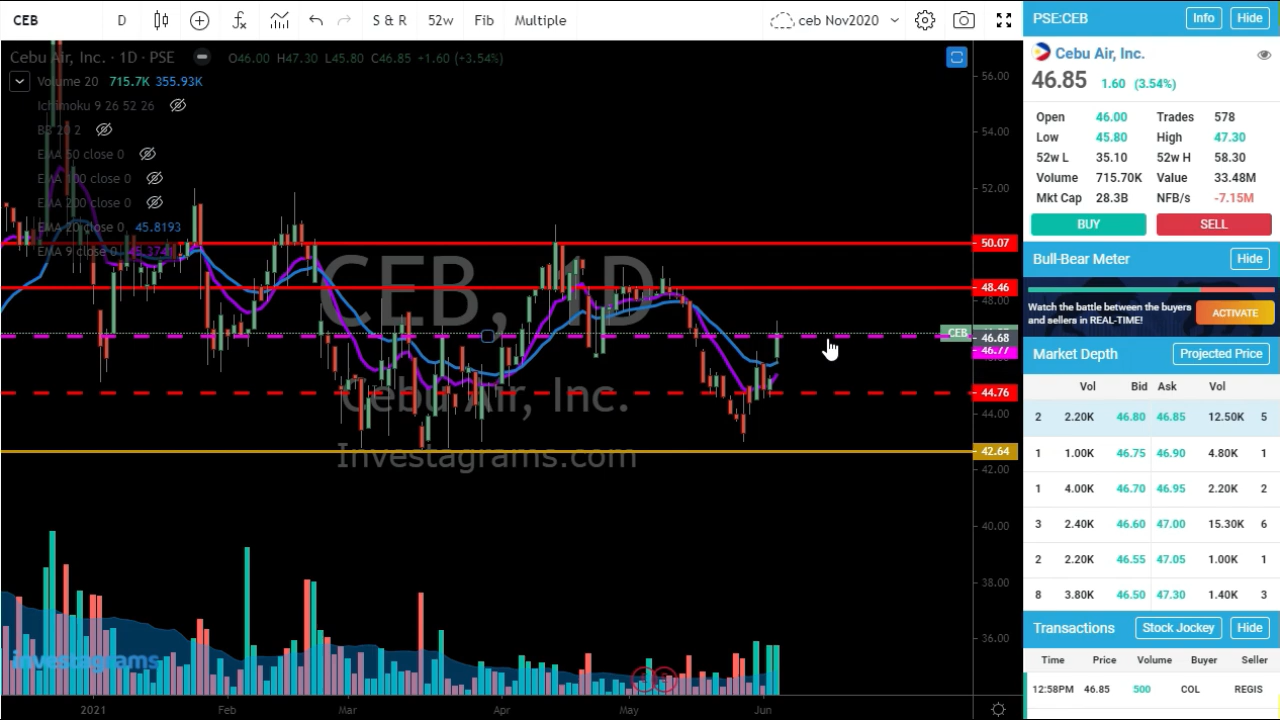 CEB D S & R 52w Fib Multiple ceb Nov2020
Cebu Air, Inc. · 1D · PSE O46.00 H47.30 L45.80 C46.85 +1.60 (+3.54%)
Volume 20 715.7K 355.93K
Ichimoku 9 26 52 26
BB 20 2
EMA 50 close 0
EMA 100 close 0
EMA 200 close 0
EMA 20 close 0 45.8193
EMA 9 close 0
CEB, 1D
Cebu Air, Inc.
Investagrams.com
investagrams
56.00
54.00
52.00
50.07
48.46
48.00
CEB
46.68
46.77
44.76
44.00
42.64
42.00
40.00
38.00
36.00
2021 Feb Mar Apr May Jun
PSE:CEB Info Hide
Cebu Air, Inc.
46.85 1.60 (3.54%)
Open 46.00 Trades 578
Low 45.80 High 47.30
52w L 35.10 52w H 58.30
Volume 715.70K Value 33.48M
Mkt Cap 28.3B NFB/s -7.15M
BUY SELL
Bull-Bear Meter Hide
Watch the battle between the buyers
and sellers in REAL-TIME! ACTIVATE
Market Depth Projected Price
Vol Bid Ask Vol
2 2.20K 46.80 46.85 12.50K 5
1 1.00K 46.75 46.90 4.80K 1
1 4.00K 46.70 46.95 2.20K 2
3 2.40K 46.60 47.00 15.30K 6
2 2.20K 46.55 47.05 1.00K 1
8 3.80K 46.50 47.30 1.40K 3
Transactions Stock Jockey Hide
Time Price Volume Buyer Seller
12:58PM 46.85 500 COL REGIS